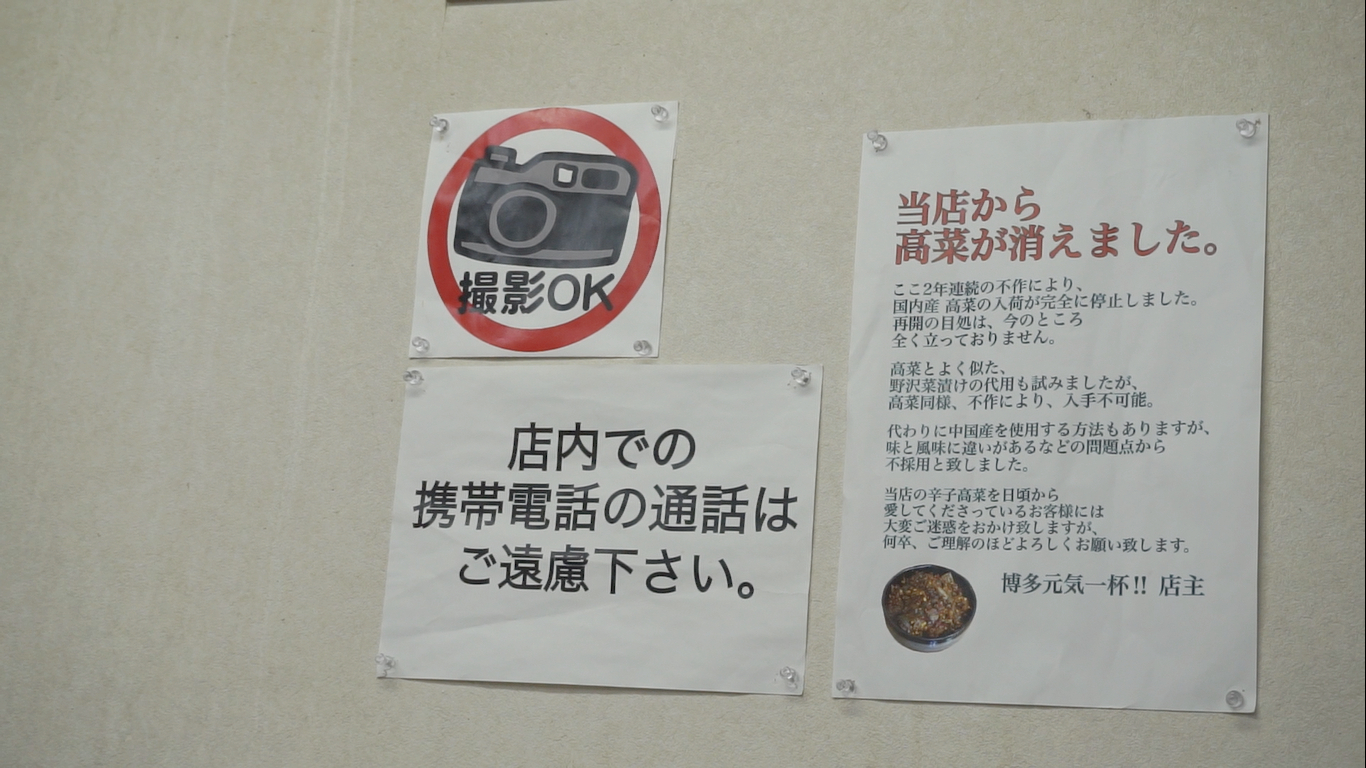 撮影OK
店内での
携帯電話の通話は
ご遠慮下さい。
当店から
高菜が消えました。
ここ2年連続の不作により、
国内産 高菜の入荷が完全に停止しました。
再開の目処は、今のところ
全く立っておりません。
高菜とよく似た、
野沢菜漬けの代用も試みましたが、
高菜同様、不作により、入手不可能。
代わりに中国産を使用する方法もありますが、
味と風味に違いがあるなどの問題点から
不採用と致しました。
当店の辛子高菜を日頃から
愛してくださっているお客様には
大変ご迷惑をおかけ致しますが、
何卒、ご理解のほどよろしくお願い致します。
博多元気一杯!! 店主